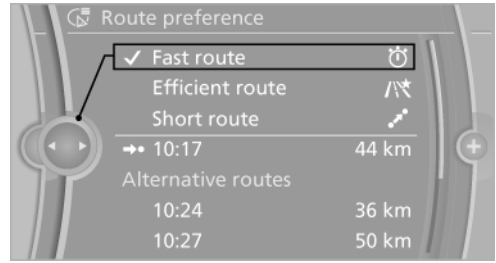 Route preference
Fast route
Efficient route
Short route
10:17 44 km
Alternative routes
10:24 36 km
10:27 50 km